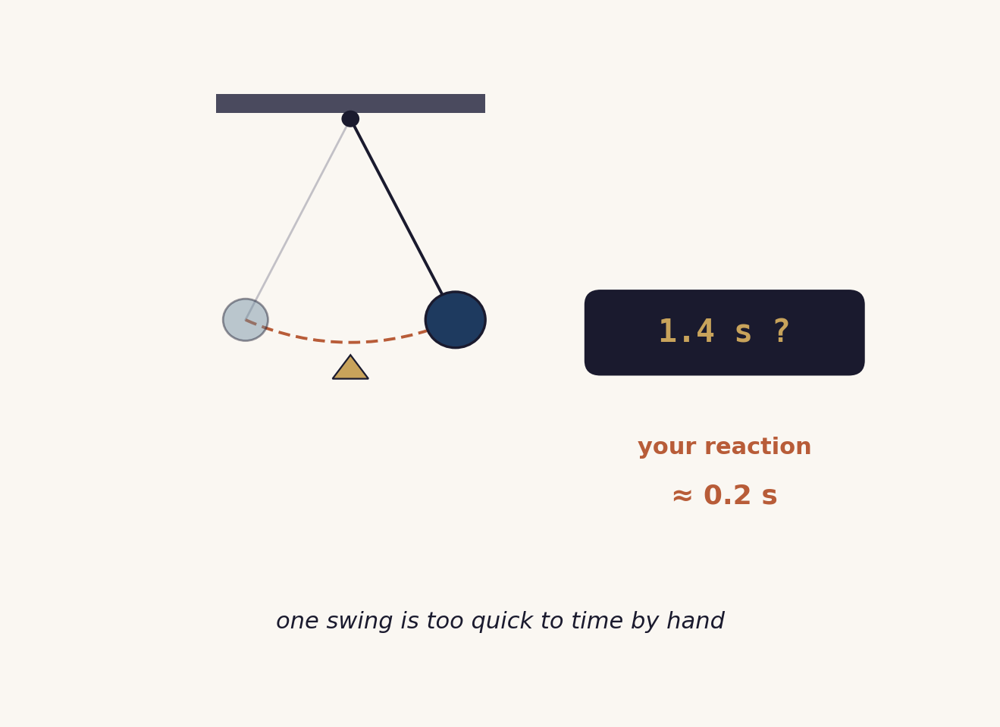 1.4 s ?
your reaction
≈ 0.2 s
one swing is too quick to time by hand